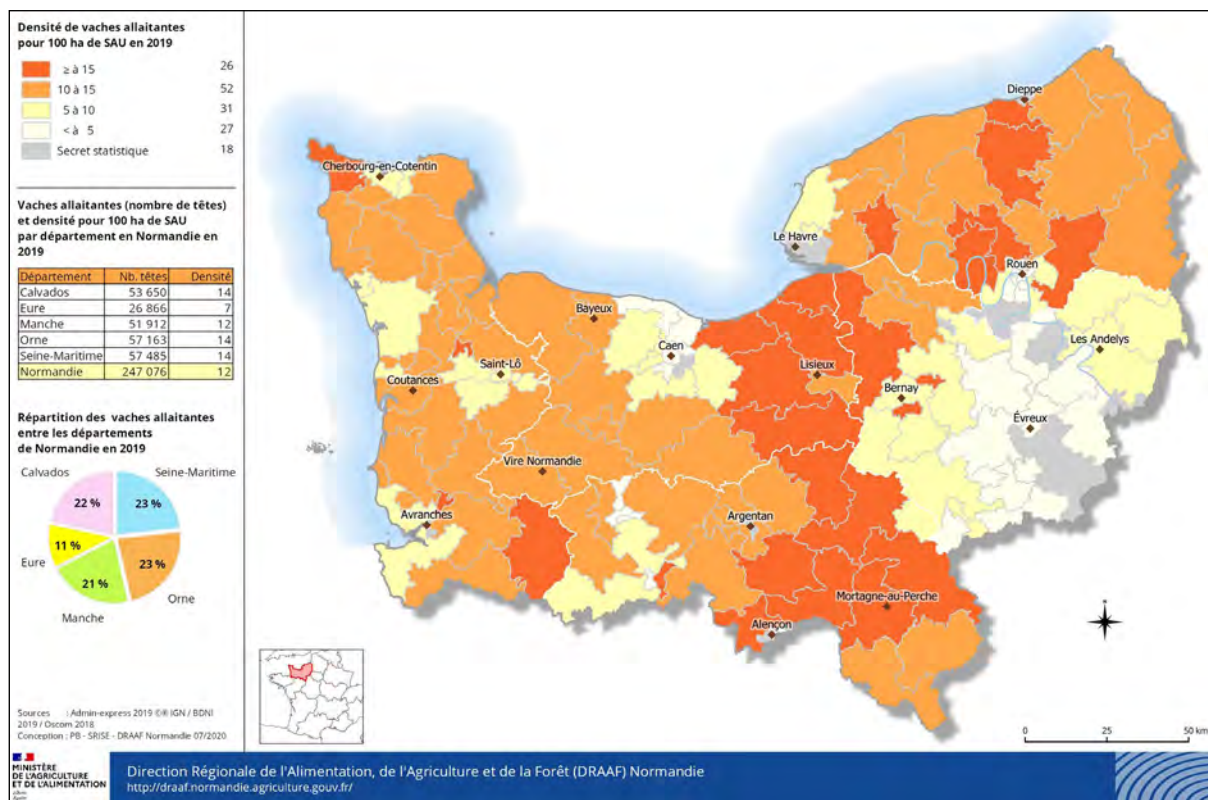 Densité de vaches allaitantes
pour 100 ha de SAU en 2019
≥ à 15 26
10 à 15 52
5 à 10 31
< à 5 27
Secret statistique 18
Vaches allaitantes (nombre de têtes)
et densité pour 100 ha de SAU
par département en Normandie en
2019
Département Nb. têtes Densité
Calvados 53 650 14
Eure 26 866 7
Manche 51 912 12
Orne 57 163 14
Seine-Maritime 57 485 14
Normandie 247 076 12
Répartition des vaches allaitantes
entre les départements
de Normandie en 2019
Calvados
Seine-Maritime
22 %
23 %
11 %
23 %
Eure
21 %
Orne
Manche
Sources : Admin-express 2019 ©® IGN / BDNI
2019 / Oscom 2018
Conception : PB - SRISE - DRAAF Normandie 07/2020
Dieppe
Cherbourg-en-Cotentin
Le Havre
Rouen
Bayeux
Caen
Les Andelys
Saint-Lô
Lisieux
Coutances
Bernay
Évreux
Vire Normandie
Avranches
Argentan
Mortagne-au-Perche
Alençon
0 25 50 km
MINISTÈRE
DE L'AGRICULTURE
ET DE L'ALIMENTATION
Direction Régionale de l'Alimentation, de l'Agriculture et de la Forêt (DRAAF) Normandie
http://draaf.normandie.agriculture.gouv.fr/